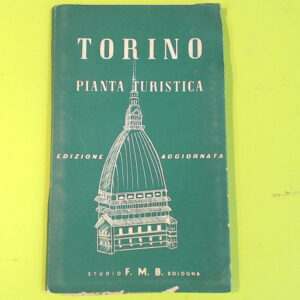 TORINO
PIANTA TURISTICA
EDIZIONE AGGIORNATA
STUDIO F. M. B. BOLOGNA